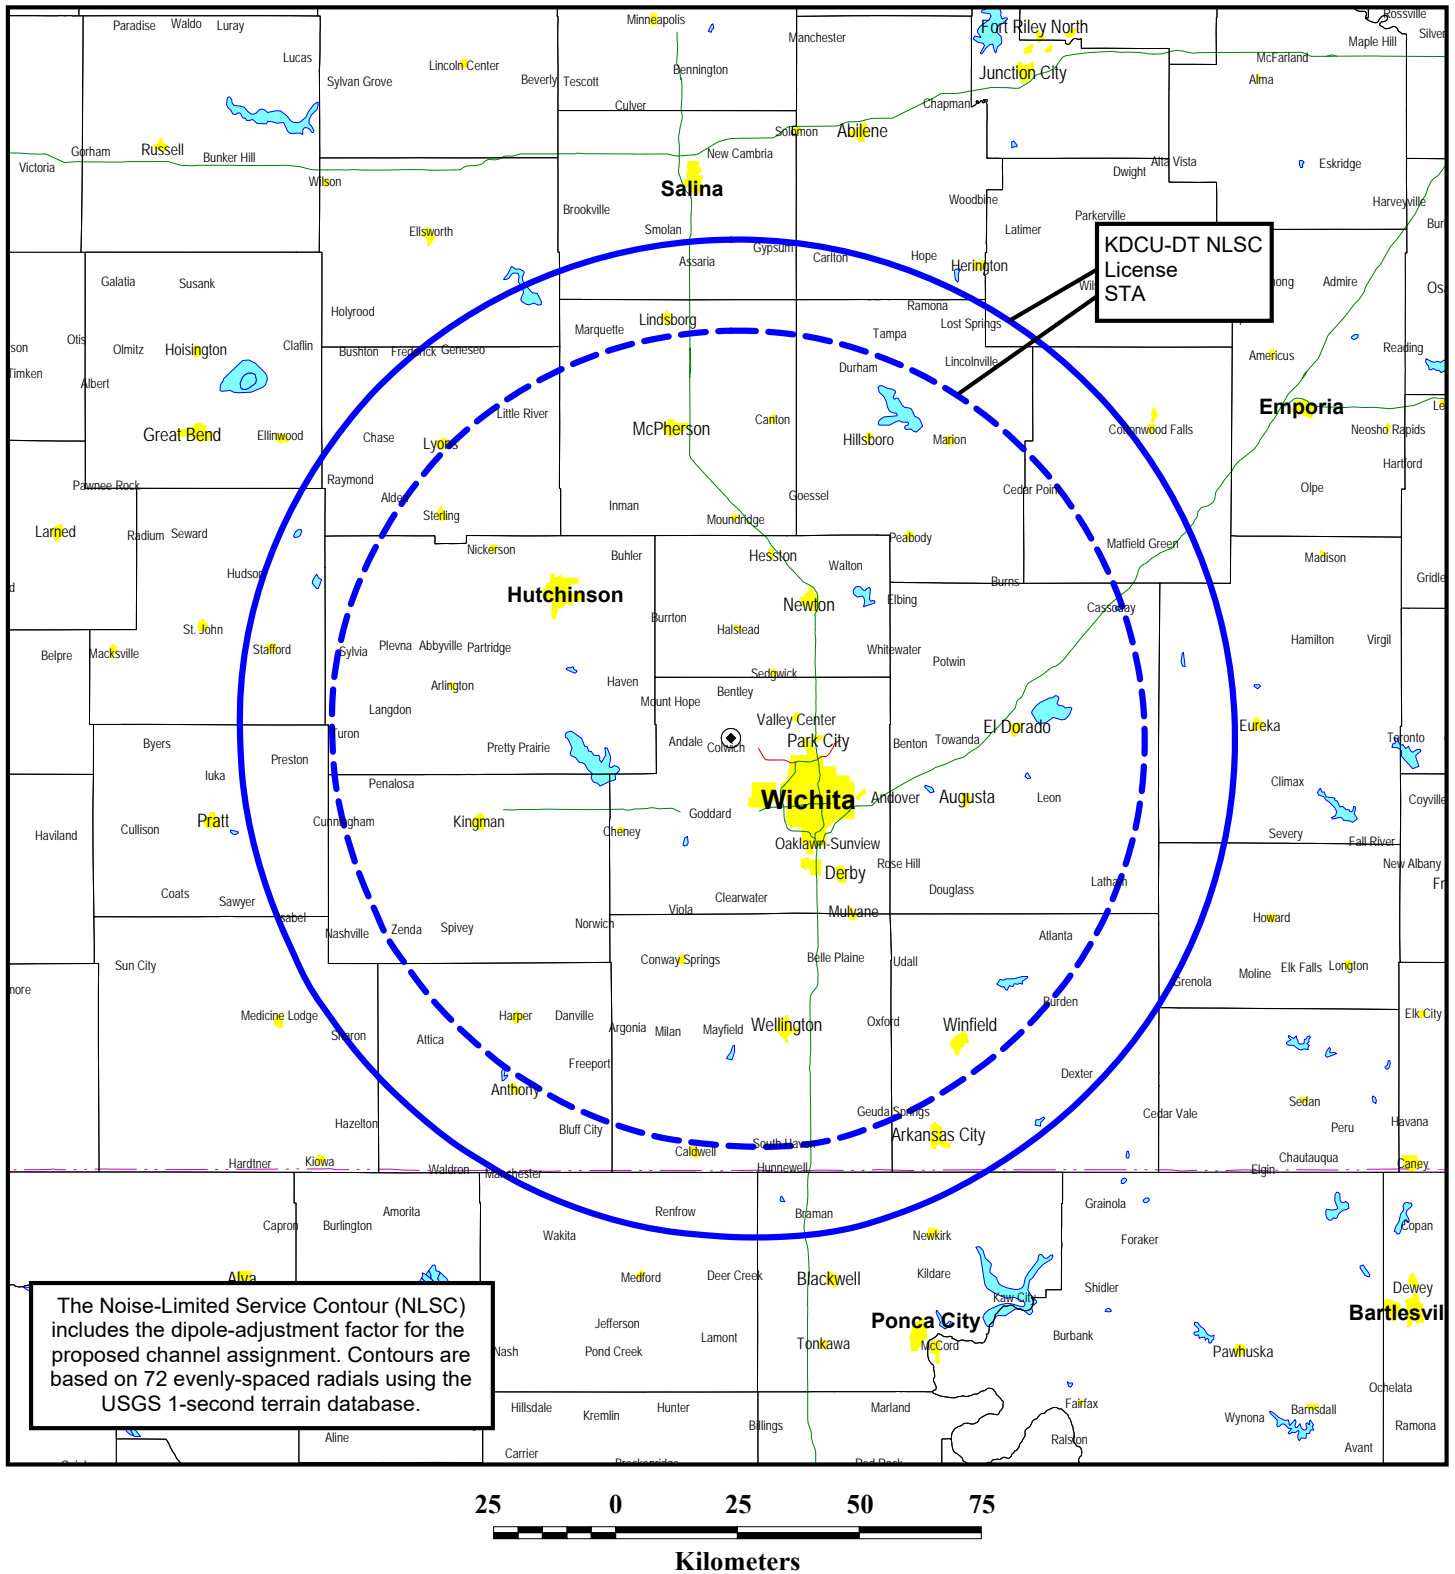 Paradise
Waldo
Luray
Minneapolis
Manchester
Fort Riley North
Rossville
Maple Hill
Silver
Lucas
Sylvan Grove
Lincoln Center
Beverly
Tescott
Bennington
Culver
Junction City
McFarland
Alma
Chapman
Solomon
Abilene
Gorham
Russell
Bunker Hill
Victoria
Wilson
New Cambria
Salina
Alta Vista
Dwight
Eskridge
Woodbine
Harveyville
Brookville
Parkerville
Ellsworth
Smolan
Latimer
Gypsum
Assaria
Carlton
Hope
Herington
KDCU-DT NLSC
License
STA
Admire
Galatia
Susank
Holyrood
Lindsborg
Marquette
Ramona
Tampa
Lost Springs
Otis
Olmitz
Hoisington
Claflin
Bushton
Frederick
Geneseo
Durham
Lincolnville
Americus
Reading
Timken
Albert
Little River
McPherson
Canton
Hillsboro
Marion
Cottonwood Falls
Emporia
Neosho Rapids
Great Bend
Ellinwood
Chase
Lyons
Hartford
Pawnee Rock
Raymond
Alden
Sterling
Inman
Goessel
Moundridge
Cedar Point
Olpe
Larned
Radium
Seward
Nickerson
Buhler
Hesston
Walton
Peabody
Matfield Green
Madison
Hudson
Hutchinson
Newton
Elbing
Burns
Cassoday
Gridle
St. John
Burrton
Halstead
Hamilton
Virgil
Belpre
Macksville
Stafford
Sylvia
Plevna
Abbyville
Partridge
Whitewater
Potwin
Arlington
Haven
Sedgwick
Langdon
Mount Hope
Bentley
Valley Center
El Dorado
Eureka
Turon
Byers
Preston
Pretty Prairie
Andale
Colwich
Park City
Benton
Towanda
Toronto
Iuka
Penalosa
Wichita
Andover
Augusta
Leon
Climax
Coyville
Haviland
Cullison
Pratt
Cunningham
Kingman
Cheney
Goddard
Oaklawn-Sunview
Severy
Fall River
Derby
Rose Hill
New Albany
Coats
Sawyer
Clearwater
Douglass
Latham
Fr
Isabel
Nashville
Zenda
Spivey
Norwich
Viola
Mulvane
Howard
Sun City
Conway Springs
Belle Plaine
Udall
Atlanta
Moline
Elk Falls
Longton
more
Grenola
Medicine Lodge
Harper
Danville
Argonia
Milan
Mayfield
Wellington
Oxford
Winfield
Burden
Elk City
Sharon
Attica
Freeport
Anthony
Dexter
Hazelton
Bluff City
Geuda Springs
Arkansas City
Cedar Vale
Sedan
Peru
Havana
Hardtner
Kiowa
Waldron
Manchester
Caldwell
South Haven
Hunnewell
Elgin
Chautauqua
Caney
Capron
Burlington
Amorita
Renfrow
Braman
Grainola
Copan
Wakita
Newkirk
Foraker
Alva
Medford
Deer Creek
Blackwell
Kildare
Kaw City
Shidler
Dewey
The Noise-Limited Service Contour (NLSC)
includes the dipole-adjustment factor for the
proposed channel assignment. Contours are
based on 72 evenly-spaced radials using the
USGS 1-second terrain database.
Jefferson
Nash
Pond Creek
Lamont
Tonkawa
Ponca City
McCord
Burbank
Pawhuska
Bartlesvil
Hillsdale
Kremlin
Hunter
Billings
Marland
Fairfax
Wynona
Barnsdall
Ochelata
Ramona
Aline
Carrier
Ralston
Avant
25 0 25 50 75
Kilometers